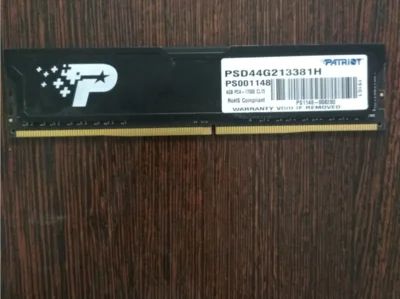 PATRIOT
PSD44G213381H
PS001148
4GB PC4-17000 CL15
RoHS Compliant
WARRANTY VOID IF REMOVED
P